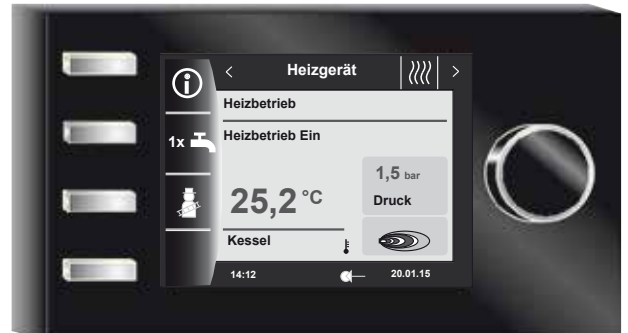 < Heizgerät >
Heizbetrieb
1x
Heizbetrieb Ein
1,5 bar
Druck
25,2 °C
Kessel
14:12 20.01.15